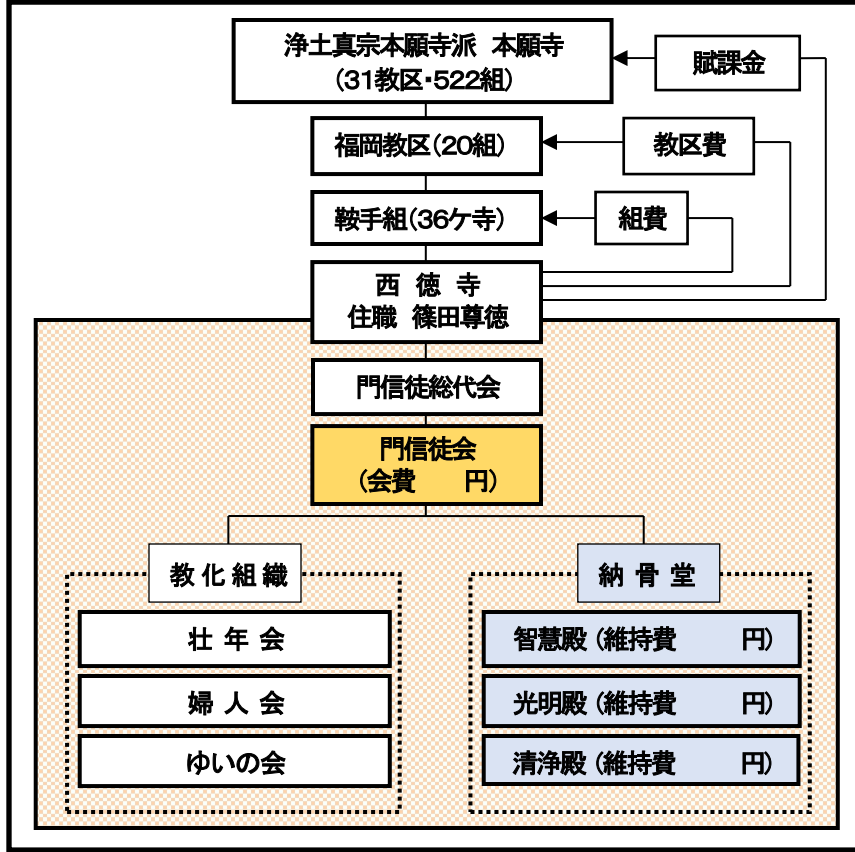 浄土真宗本願寺派 本願寺
(31教区・522組)
賦課金
福岡教区(20組)
教区費
鞍手組(36ケ寺)
組費
西 徳 寺
住職 篠田尊徳
門信徒総代会
門信徒会
(会費　　円)
教 化 組 織
納 骨 堂
壮 年 会
智慧殿 (維持費　　　円)
婦 人 会
光明殿 (維持費　　　円)
ゆいの会
清浄殿 (維持費　　　円)